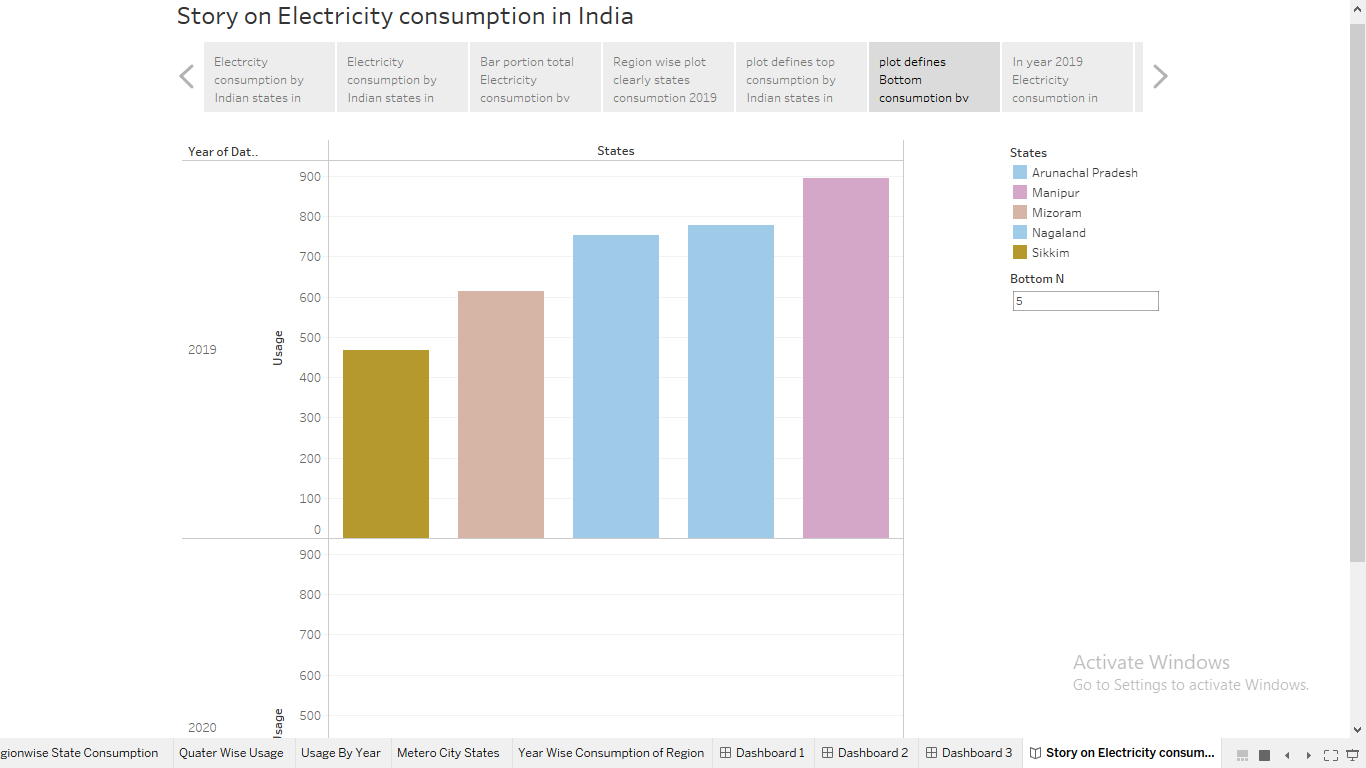 Story on Electricity consumption in India
Electrcity
consumption by
Indian states in
Electricity
consumption by
Indian states in
Bar portion total
Electricity
consumption by
Region wise plot
clearly states
consumption 2019
plot defines top
consumption by
Indian states in
plot defines
Bottom
consumption by
In year 2019
Electricity
consumption in
Year of Dat..
States
900
800
700
600
500
400
300
200
100
0
Usage
2019
900
800
700
600
500
sage
2020
States
Arunachal Pradesh
Manipur
Mizoram
Nagaland
Sikkim
Bottom N
5
Activate Windows
Go to Settings to activate Windows.
gionwise State Consumption
Quater Wise Usage
Usage By Year
Metero City States
Year Wise Consumption of Region
Dashboard 1
Dashboard 2
Dashboard 3
Story on Electricity consum...